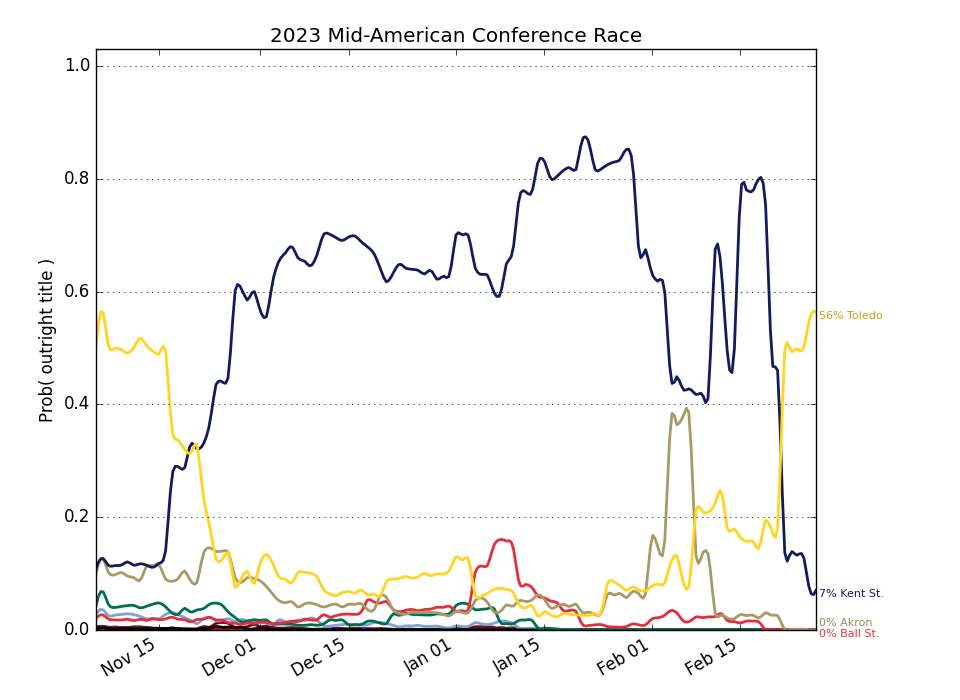 2023 Mid-American Conference Race
Prob( outright title )
1.0
0.8
0.6
0.4
0.2
0.0
56% Toledo
7% Kent St.
0% Akron
0% Ball St.
Nov 15
Dec 01
Dec 15
Jan 01
Jan 15
Feb 01
Feb 15